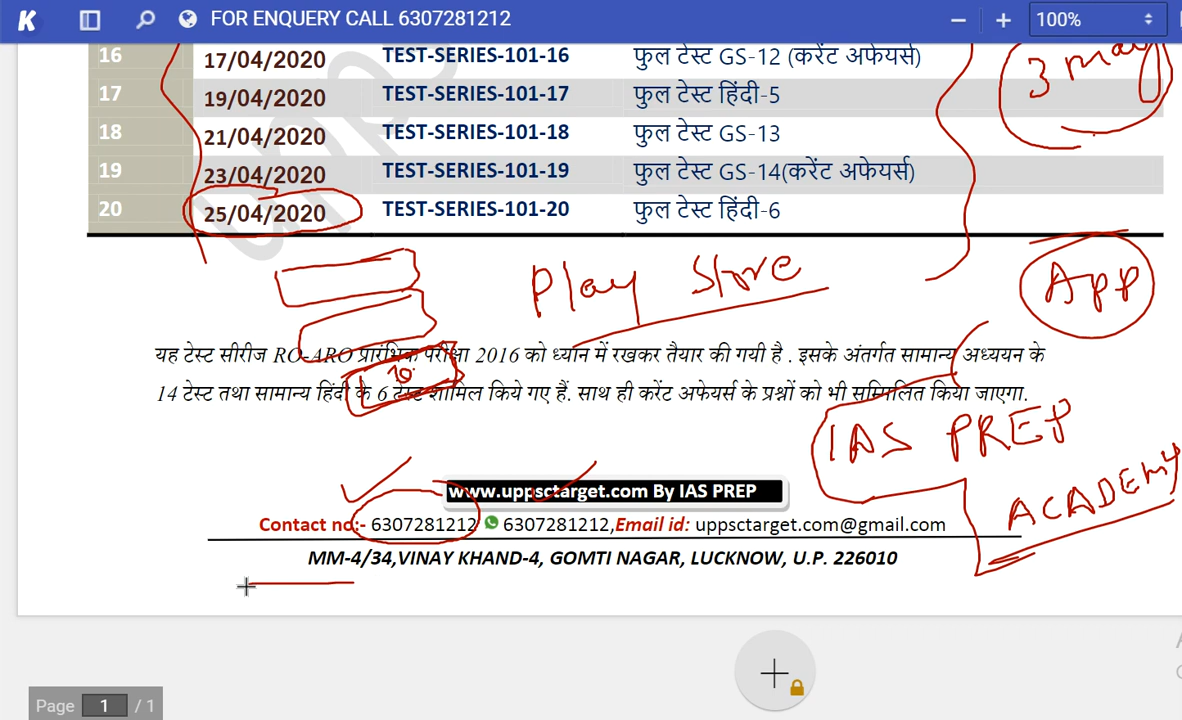 K FOR ENQUERY CALL 6307281212 100%
16 17/04/2020 TEST-SERIES-101-16 फुल टेस्ट GS-12 (करेंट अफेयर्स)
3 may
17 19/04/2020 TEST-SERIES-101-17 फुल टेस्ट हिंदी-5
18 21/04/2020 TEST-SERIES-101-18 फुल टेस्ट GS-13
19 23/04/2020 TEST-SERIES-101-19 फुल टेस्ट GS-14(करेंट अफेयर्स)
20 25/04/2020 TEST-SERIES-101-20 फुल टेस्ट हिंदी-6
Play Store App
यह टेस्ट सीरीज RO-ARO प्रारंभिक परीक्षा 2016 को ध्यान में रखकर तैयार की गयी है . इसके अंतर्गत सामान्य अध्ययन के
14 टेस्ट तथा सामान्य हिंदी के 6 टेस्ट शामिल किये गए हैं. साथ ही करेंट अफेयर्स के प्रश्नों को भी सम्मिलित किया जाएगा.
IAS PREP
ACADEMY
www.uppsctarget.com By IAS PREP
Contact no:- 6307281212 6307281212,Email id: uppsctarget.com@gmail.com
MM-4/34,VINAY KHAND-4, GOMTI NAGAR, LUCKNOW, U.P. 226010
Page 1 / 1